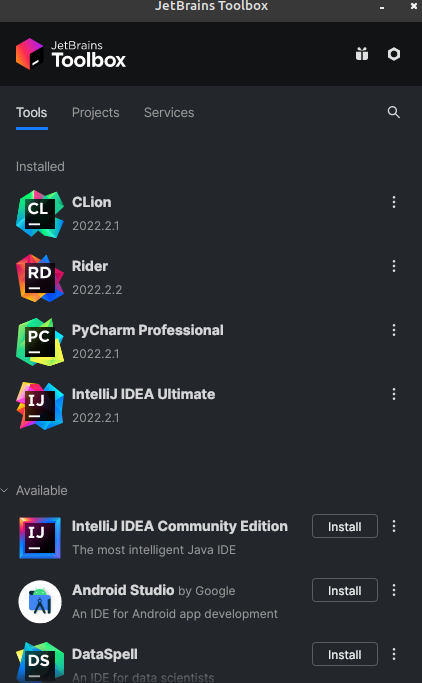 JetBrains Toolbox
JetBrains
Toolbox
Tools Projects Services
Installed
CL
CLion
2022.2.1
RD
Rider
2022.2.2
PC
PyCharm Professional
2022.2.1
IJ
IntelliJ IDEA Ultimate
2022.2.1
Available
IJ
IntelliJ IDEA Community Edition
Install
The most intelligent Java IDE
Android Studio by Google
Install
An IDE for Android app development
DS
DataSpell
Install
An IDE for data scientists